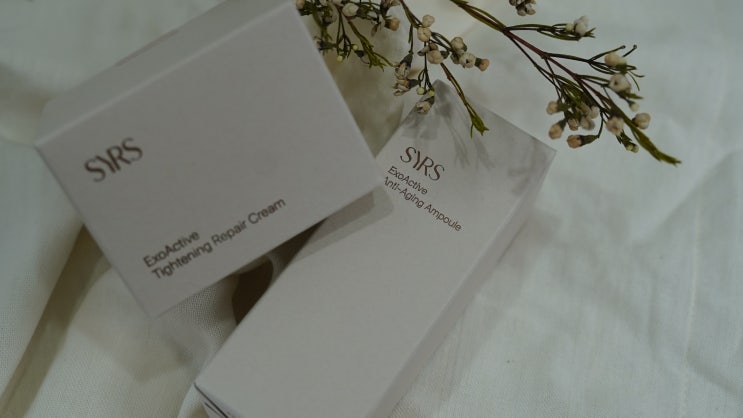 SYRS
ExoActive
Tightening Repair Cream
SYRS
ExoActive
Anti-Aging Ampoule